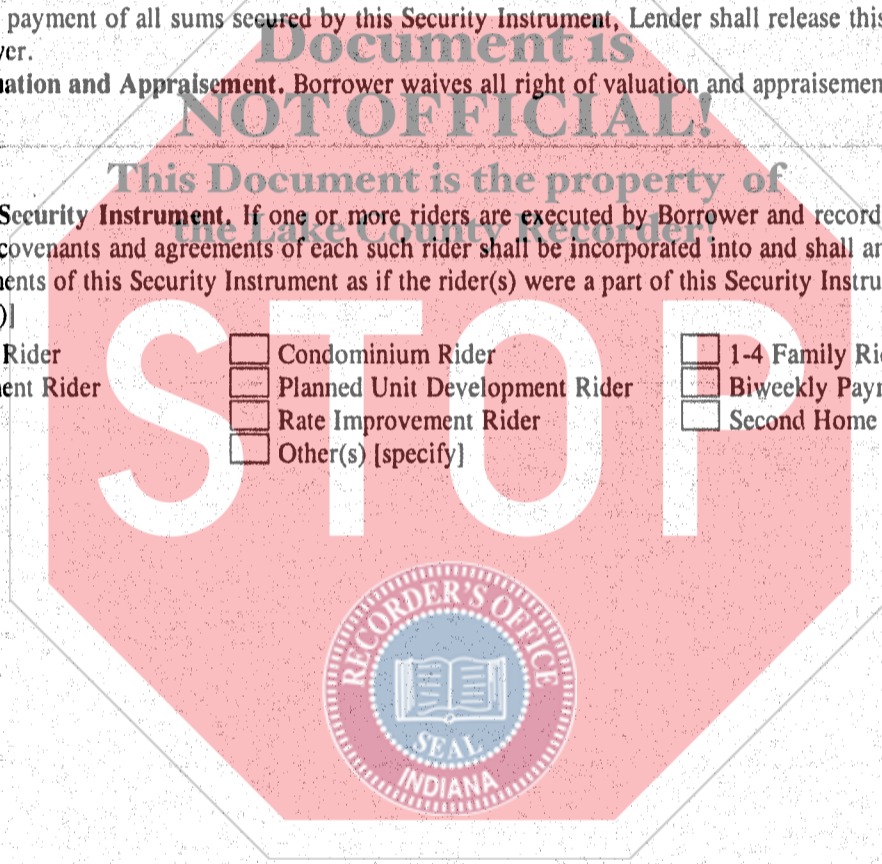 payment of all sums secured by this Security Instrument, Lender shall release this
ver.
Document is
ation and Appraisement. Borrower waives all right of valuation and appraisemen
NOT OFFICIAL!
This Document is the property of
Security Instrument. If one or more riders are executed by Borrower and record
the Lake County Recorder!
covenants and agreements of each such rider shall be incorporated into and shall a
ents of this Security Instrument as if the rider(s) were a part of this Security Instru
)]
STOP
Rider Condominium Rider 1-4 Family Ri
ent Rider Planned Unit Development Rider Biweekly Pay
Rate Improvement Rider Second Home
Other(s) [specify]
RECORDER'S OFFICE
SEAL
INDIANA